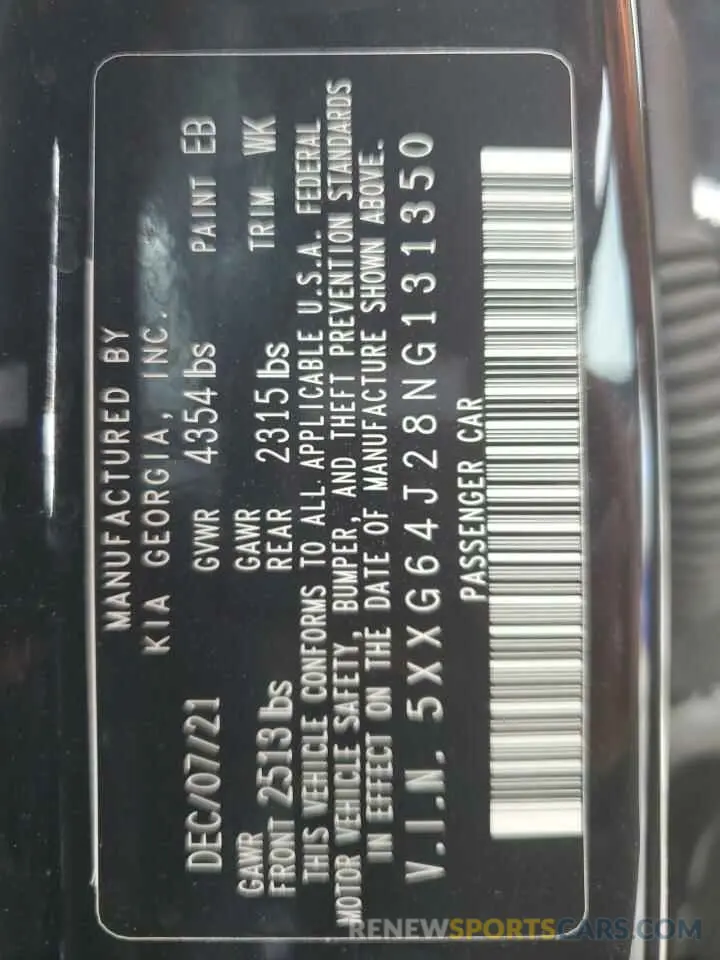 MANUFACTURED BY
KIA GEORGIA, INC.
DEC/07/21 GVWR 4354 lbs PAINT EB
GAWR FRONT 2513 lbs GAWR REAR 2315 lbs TRIM WK
THIS VEHICLE CONFORMS TO ALL APPLICABLE U.S.A. FEDERAL
MOTOR VEHICLE SAFETY, BUMPER, AND THEFT PREVENTION STANDARDS
IN EFFECT ON THE DATE OF MANUFACTURE SHOWN ABOVE.
V.I.N. 5XXG64J28NG131350
PASSENGER CAR
RENEWSPORTSCARS.COM